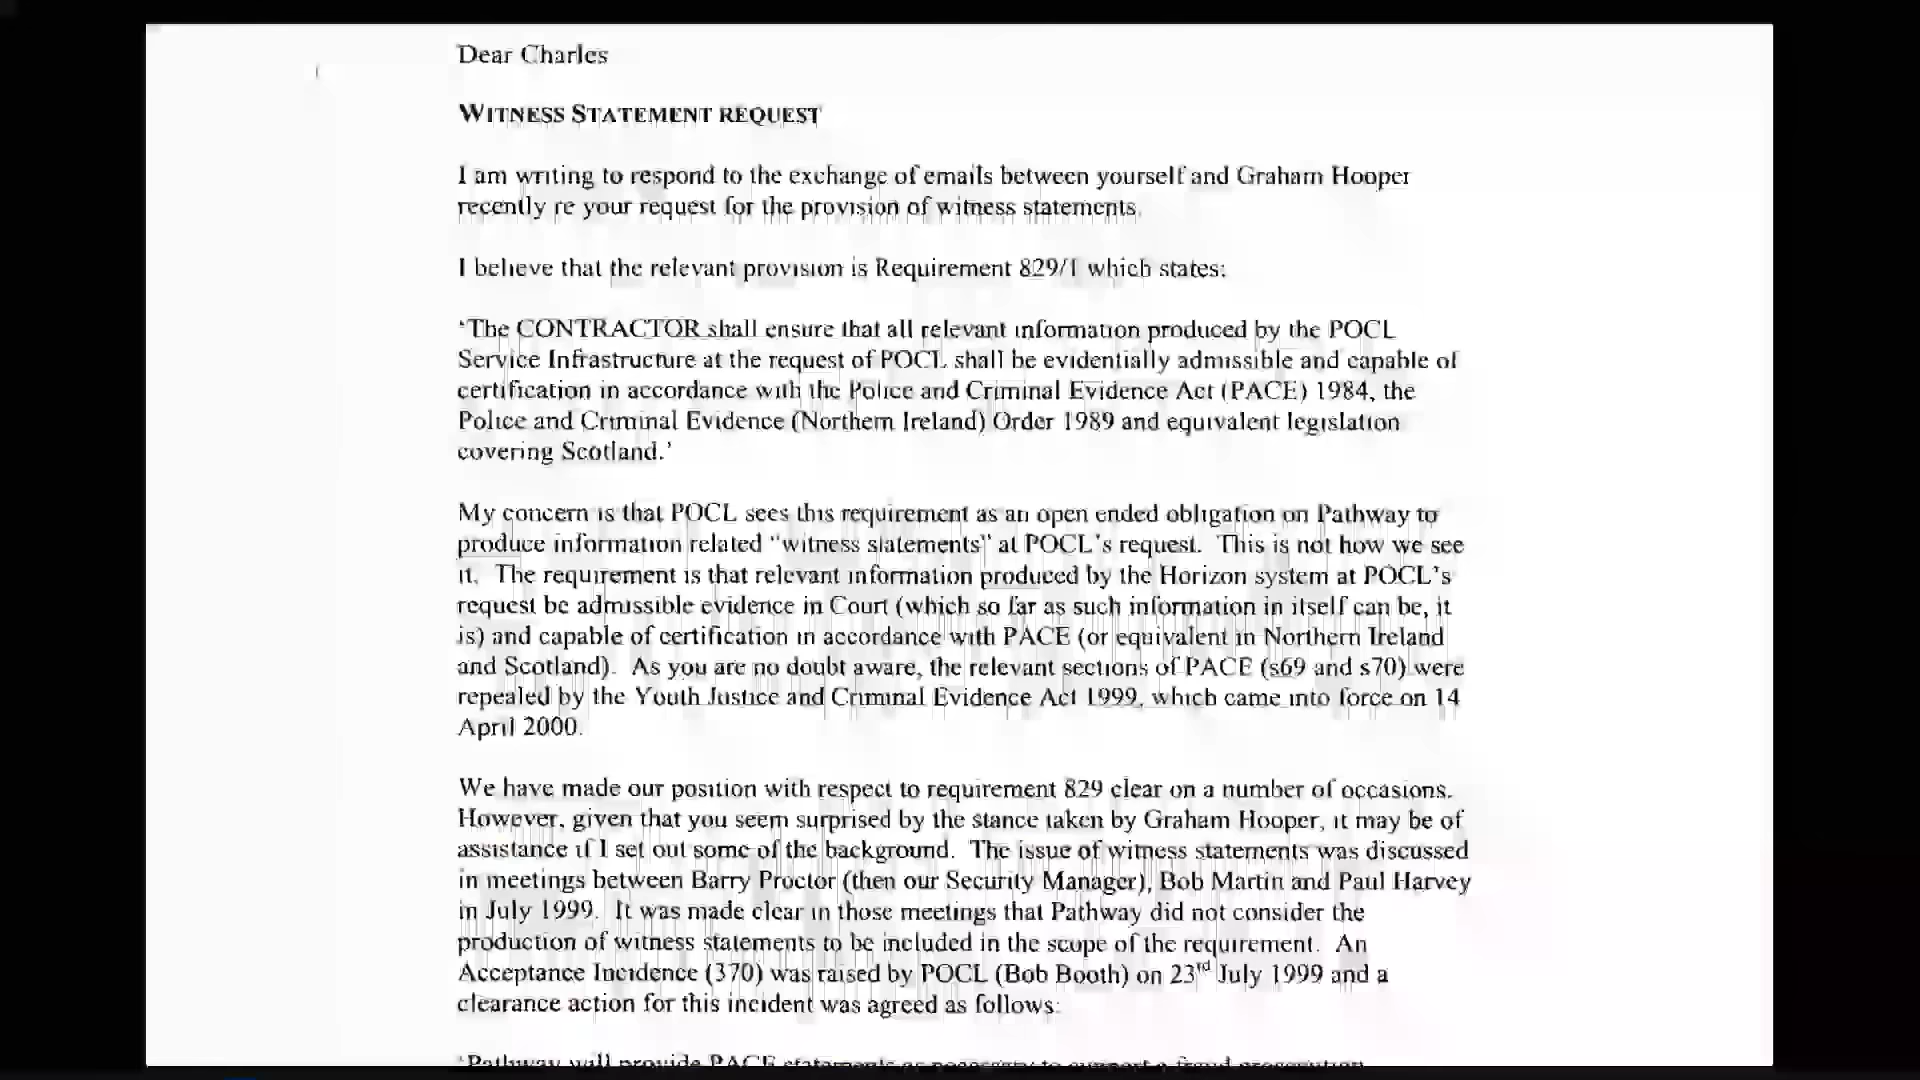 Dear Charles
WITNESS STATEMENT REQUEST
I am writing to respond to the exchange of emails between yourself and Graham Hooper
recently re your request for the provision of witness statements.
I believe that the relevant provision is Requirement 829/1 which states:
'The CONTRACTOR shall ensure that all relevant information produced by the POCL
Service Infrastructure at the request of POCL shall be evidentially admissible and capable of
certification in accordance with the Police and Criminal Evidence Act (PACE) 1984, the
Police and Criminal Evidence (Northern Ireland) Order 1989 and equivalent legislation
covering Scotland.'
My concern is that POCL sees this requirement as an open ended obligation on Pathway to
produce information related "witness statements" at POCL's request. This is not how we see
it. The requirement is that relevant information produced by the Horizon system at POCL's
request be admissible evidence in Court (which so far as such information in itself can be, it
is) and capable of certification in accordance with PACE (or equivalent in Northern Ireland
and Scotland). As you are no doubt aware, the relevant sections of PACE (s69 and s70) were
repealed by the Youth Justice and Criminal Evidence Act 1999, which came into force on 14
April 2000.
We have made our position with respect to requirement 829 clear on a number of occasions.
However, given that you seem surprised by the stance taken by Graham Hooper, it may be of
assistance if I set out some of the background. The issue of witness statements was discussed
in meetings between Barry Proctor (then our Security Manager), Bob Martin and Paul Harvey
in July 1999. It was made clear in those meetings that Pathway did not consider the
production of witness statements to be included in the scope of the requirement. An
Acceptance Incidence (370) was raised by POCL (Bob Booth) on 23rd July 1999 and a
clearance action for this incident was agreed as follows:
'Pathway will provide PACE statements as necessary to support a fraud prosecution